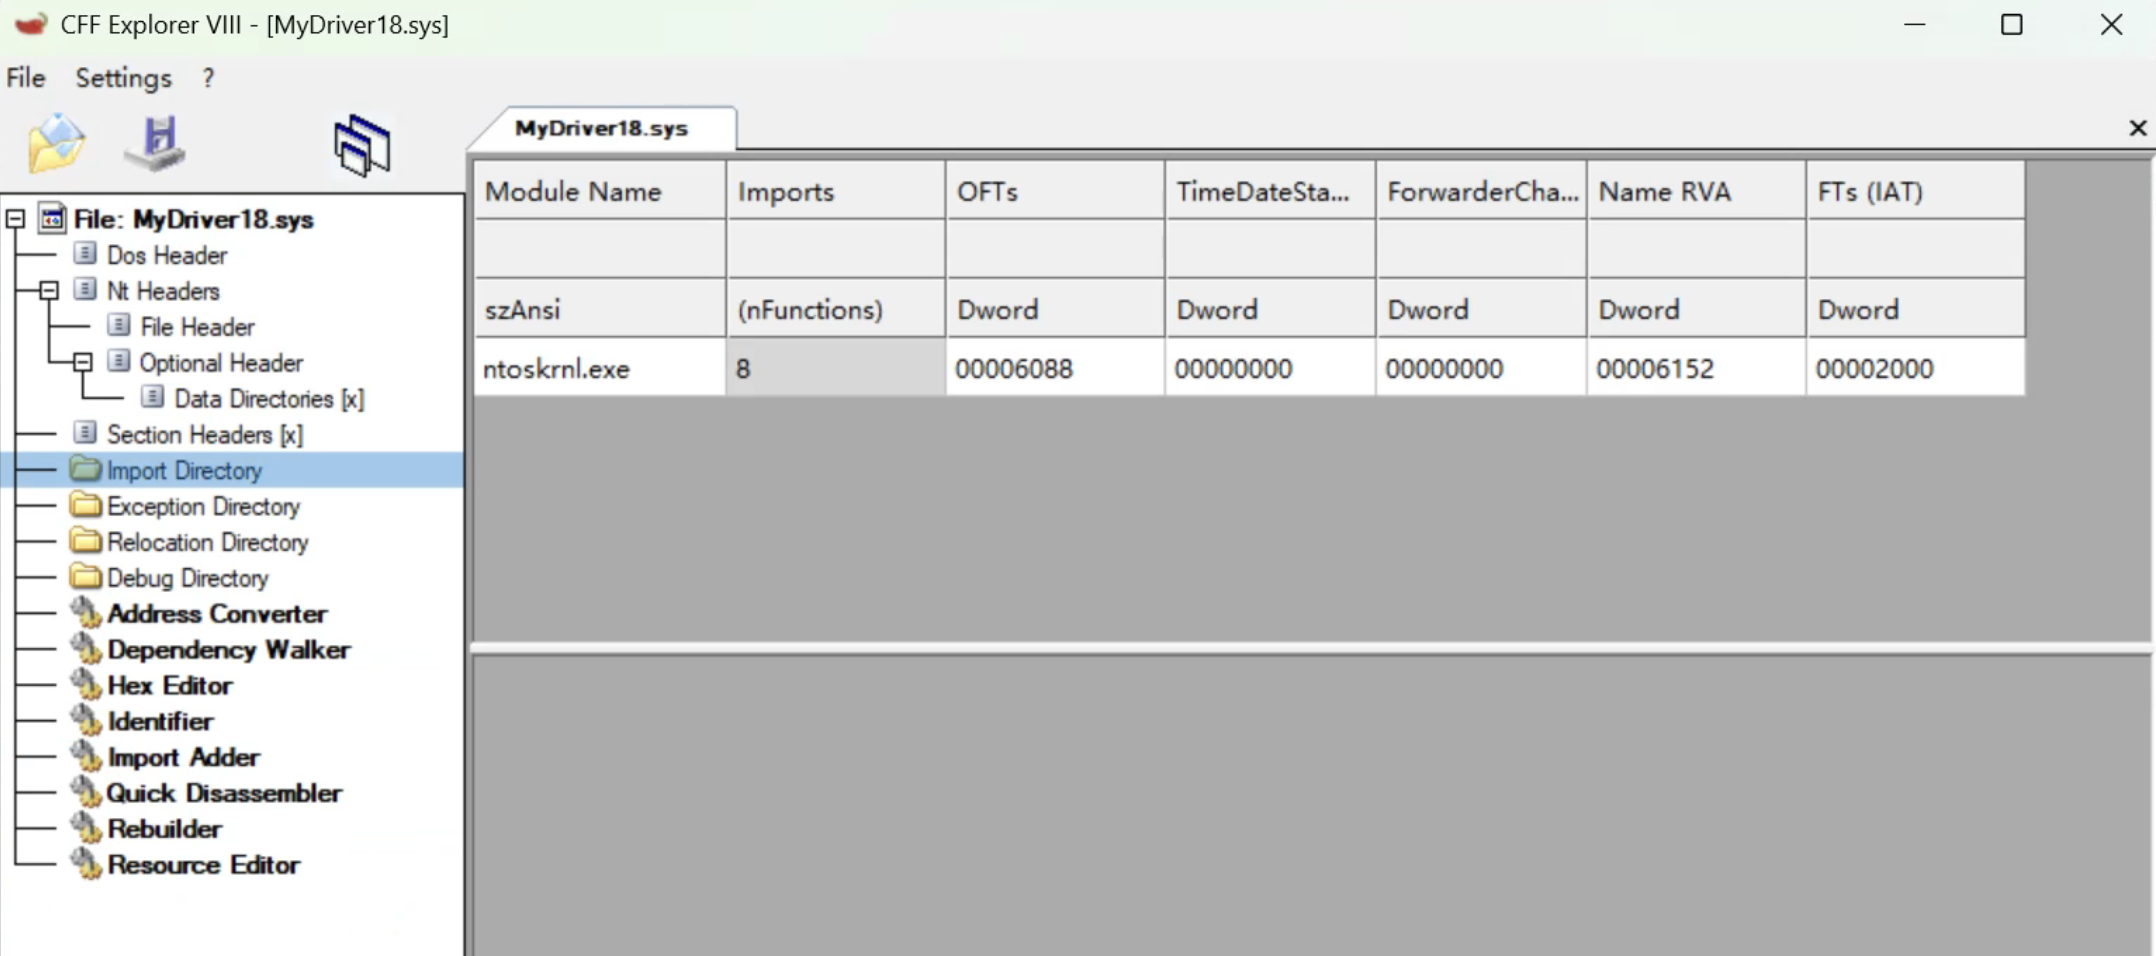 CFF Explorer VIII - [MyDriver18.sys]
File Settings ?
MyDriver18.sys
Module Name Imports OFTs TimeDateSta... ForwarderCha... Name RVA FTs (IAT)
szAnsi (nFunctions) Dword Dword Dword Dword Dword
ntoskrnl.exe 8 00006088 00000000 00000000 00006152 00002000
File: MyDriver18.sys
Dos Header
Nt Headers
File Header
Optional Header
Data Directories [x]
Section Headers [x]
Import Directory
Exception Directory
Relocation Directory
Debug Directory
Address Converter
Dependency Walker
Hex Editor
Identifier
Import Adder
Quick Disassembler
Rebuilder
Resource Editor